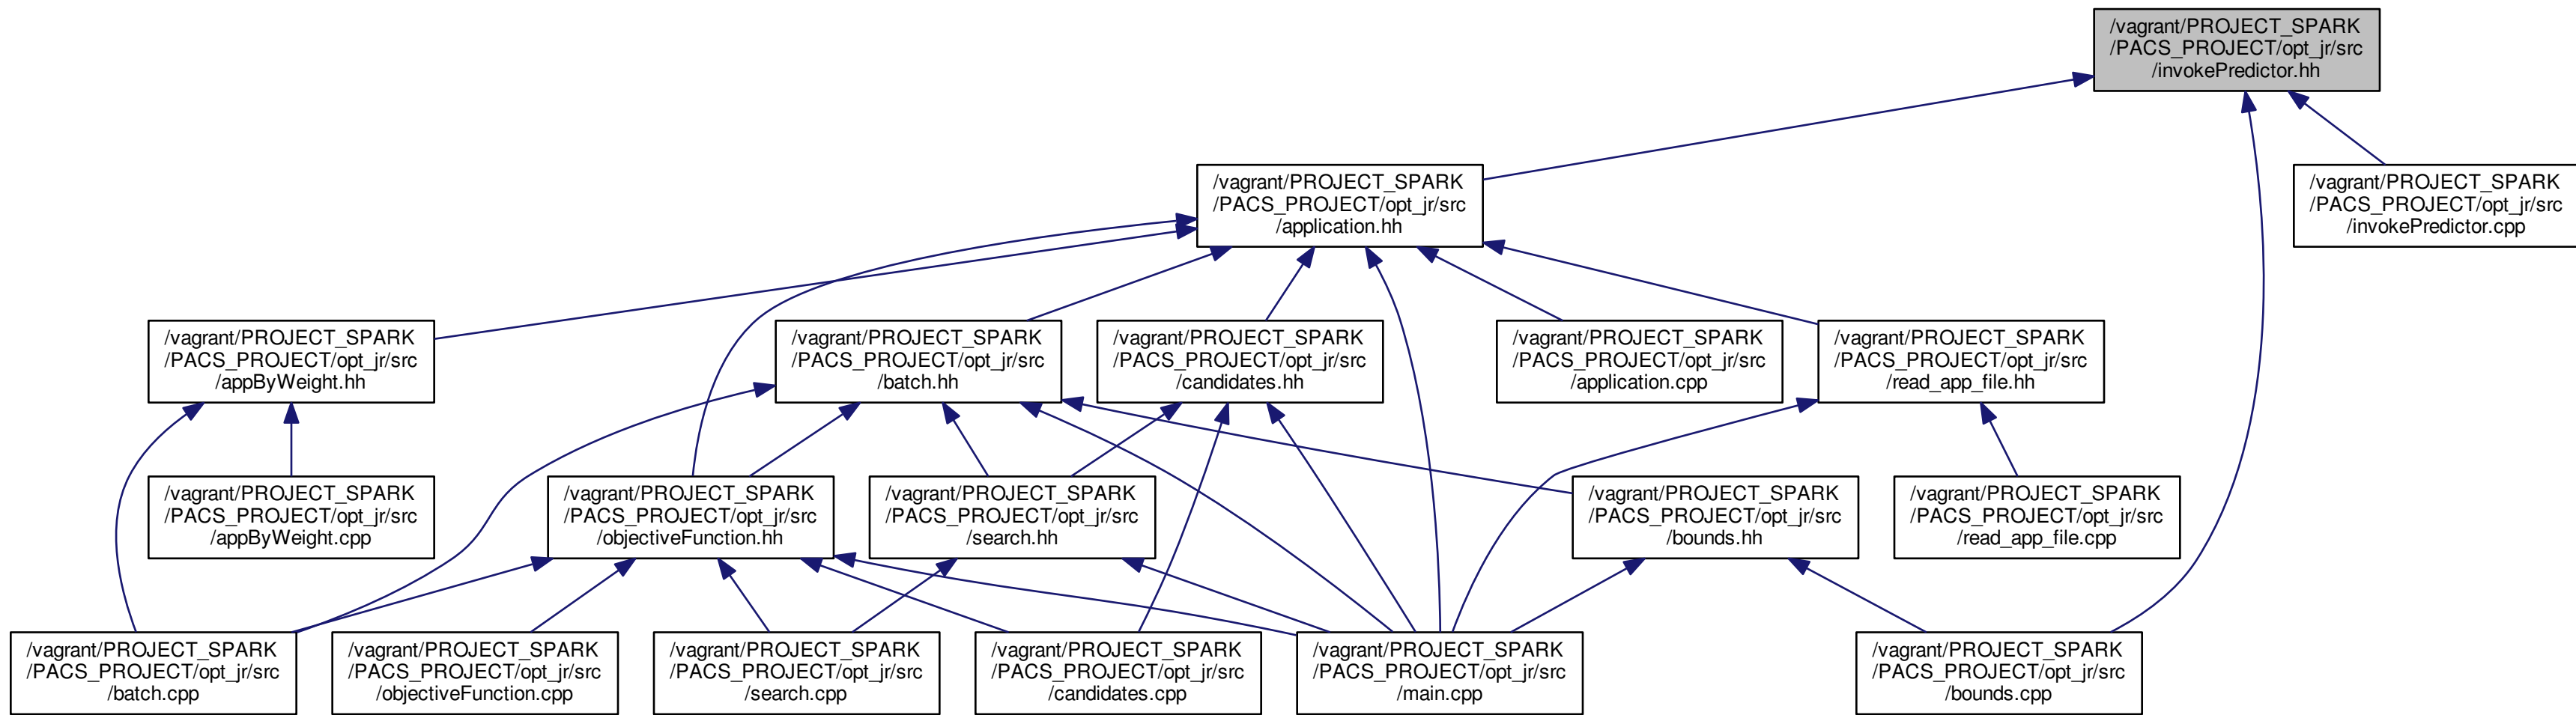 /vagrant/PROJECT_SPARK
/PACS_PROJECT/opt_jr/src
/invokePredictor.hh
/vagrant/PROJECT_SPARK
/PACS_PROJECT/opt_jr/src
/application.hh
/vagrant/PROJECT_SPARK
/PACS_PROJECT/opt_jr/src
/invokePredictor.cpp
/vagrant/PROJECT_SPARK
/PACS_PROJECT/opt_jr/src
/appByWeight.hh
/vagrant/PROJECT_SPARK
/PACS_PROJECT/opt_jr/src
/batch.hh
/vagrant/PROJECT_SPARK
/PACS_PROJECT/opt_jr/src
/candidates.hh
/vagrant/PROJECT_SPARK
/PACS_PROJECT/opt_jr/src
/application.cpp
/vagrant/PROJECT_SPARK
/PACS_PROJECT/opt_jr/src
/read_app_file.hh
/vagrant/PROJECT_SPARK
/PACS_PROJECT/opt_jr/src
/appByWeight.cpp
/vagrant/PROJECT_SPARK
/PACS_PROJECT/opt_jr/src
/objectiveFunction.hh
/vagrant/PROJECT_SPARK
/PACS_PROJECT/opt_jr/src
/search.hh
/vagrant/PROJECT_SPARK
/PACS_PROJECT/opt_jr/src
/bounds.hh
/vagrant/PROJECT_SPARK
/PACS_PROJECT/opt_jr/src
/read_app_file.cpp
/vagrant/PROJECT_SPARK
/PACS_PROJECT/opt_jr/src
/batch.cpp
/vagrant/PROJECT_SPARK
/PACS_PROJECT/opt_jr/src
/objectiveFunction.cpp
/vagrant/PROJECT_SPARK
/PACS_PROJECT/opt_jr/src
/search.cpp
/vagrant/PROJECT_SPARK
/PACS_PROJECT/opt_jr/src
/candidates.cpp
/vagrant/PROJECT_SPARK
/PACS_PROJECT/opt_jr/src
/main.cpp
/vagrant/PROJECT_SPARK
/PACS_PROJECT/opt_jr/src
/bounds.cpp